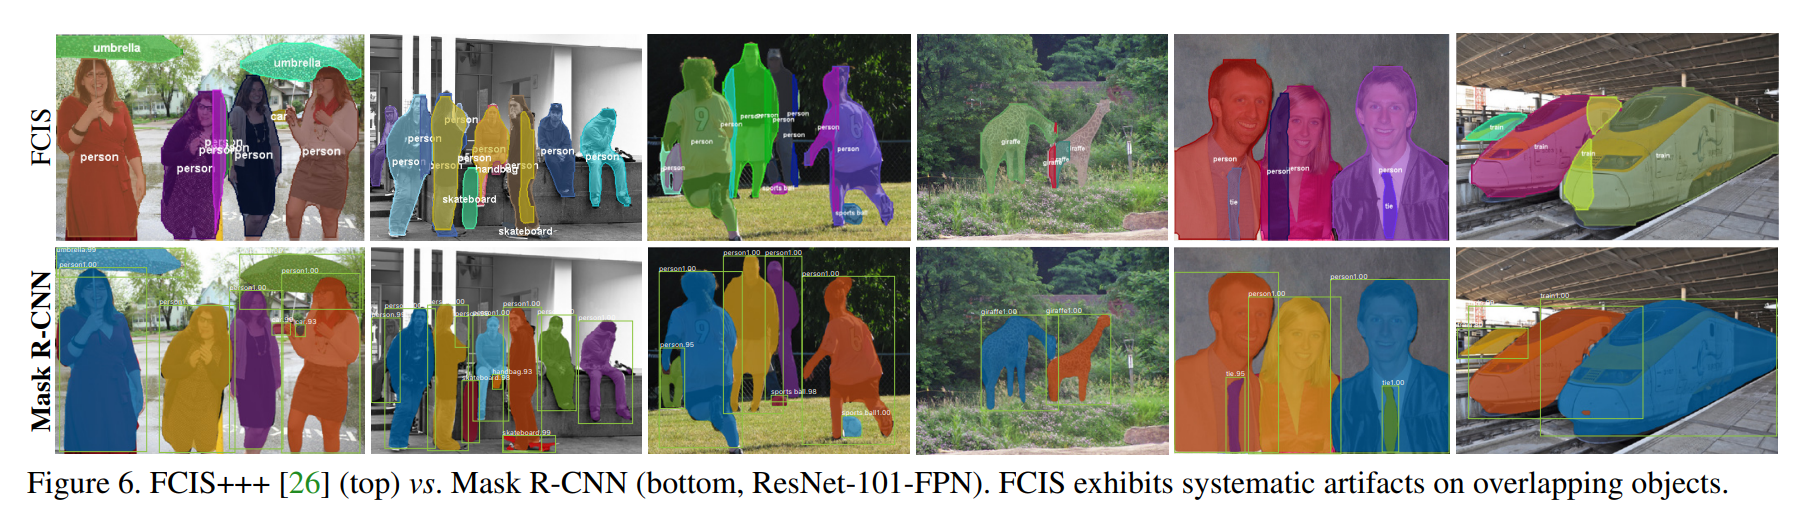 FCIS
umbrella
umbrella
car
person
person
person
person
person
person
person
person
person
person
person
person
person
person
handbag
skateboard
skateboard
person
person
person
person
person
person
person
sports ball
sports ball
giraffe
giraffe
person
person
person
person
tie
tie
train
train
train
train
Mask R-CNN
person1.00
person1.00
person1.00
person1.00
car.93
person1.00
person1.00
person1.00
handbag.93
skateboard.98
skateboard.99
person1.00
person1.00
person1.00
person1.00
person.95
sports ball.98
sports ball1.00
giraffe1.00
giraffe1.00
person1.00
person1.00
tie.95
tie1.00
train1.00
Figure 6. FCIS+++ [26] (top) vs. Mask R-CNN (bottom, ResNet-101-FPN). FCIS exhibits systematic artifacts on overlapping objects.